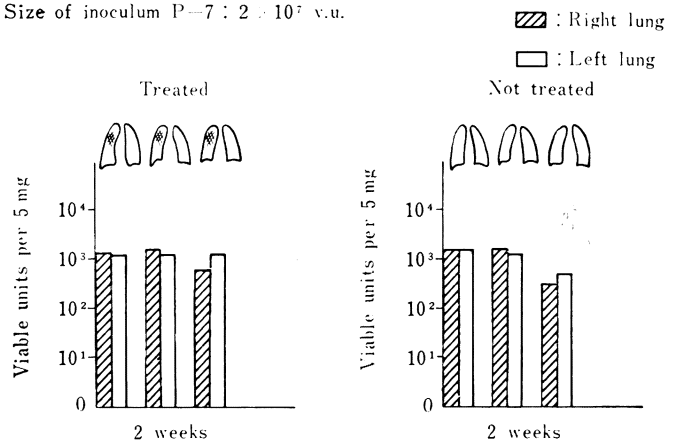 Size of inoculum P—7 : 2 × 10⁷ v.u.
: Right lung
: Left lung
Treated
Viable units per 5 mg
10⁴
10³
10²
10¹
0
2 weeks
Not treated
Viable units per 5 mg
10⁴
10³
10²
10¹
0
2 weeks